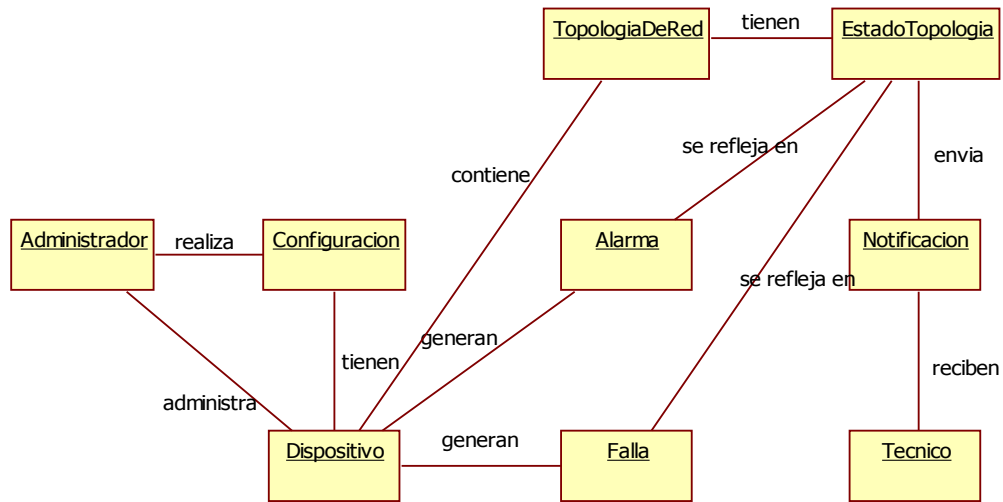 TopologiaDeRed
tienen
EstadoTopologia
se refleja en
envia
contiene
Administrador
realiza
Configuracion
Alarma
Notificacion
se refleja en
generan
tienen
reciben
administra
Dispositivo
generan
Falla
Tecnico